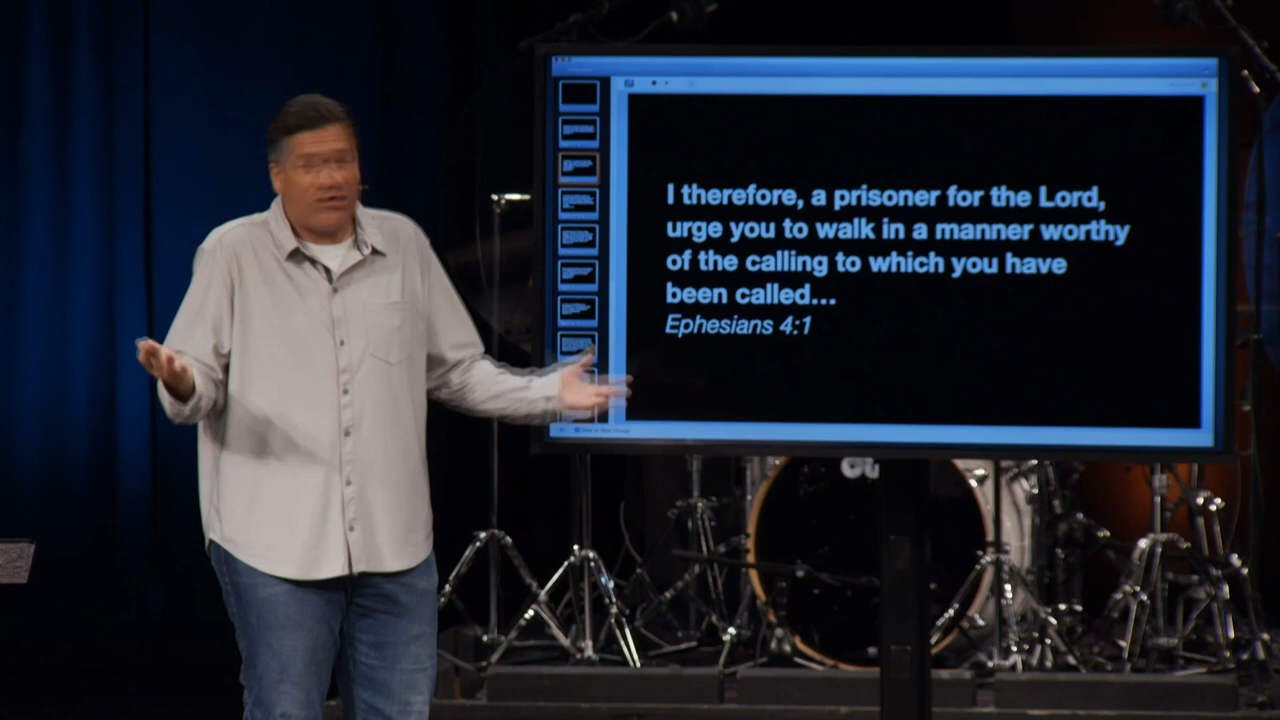 I therefore, a prisoner for the Lord,
urge you to walk in a manner worthy
of the calling to which you have
been called...
Ephesians 4:1